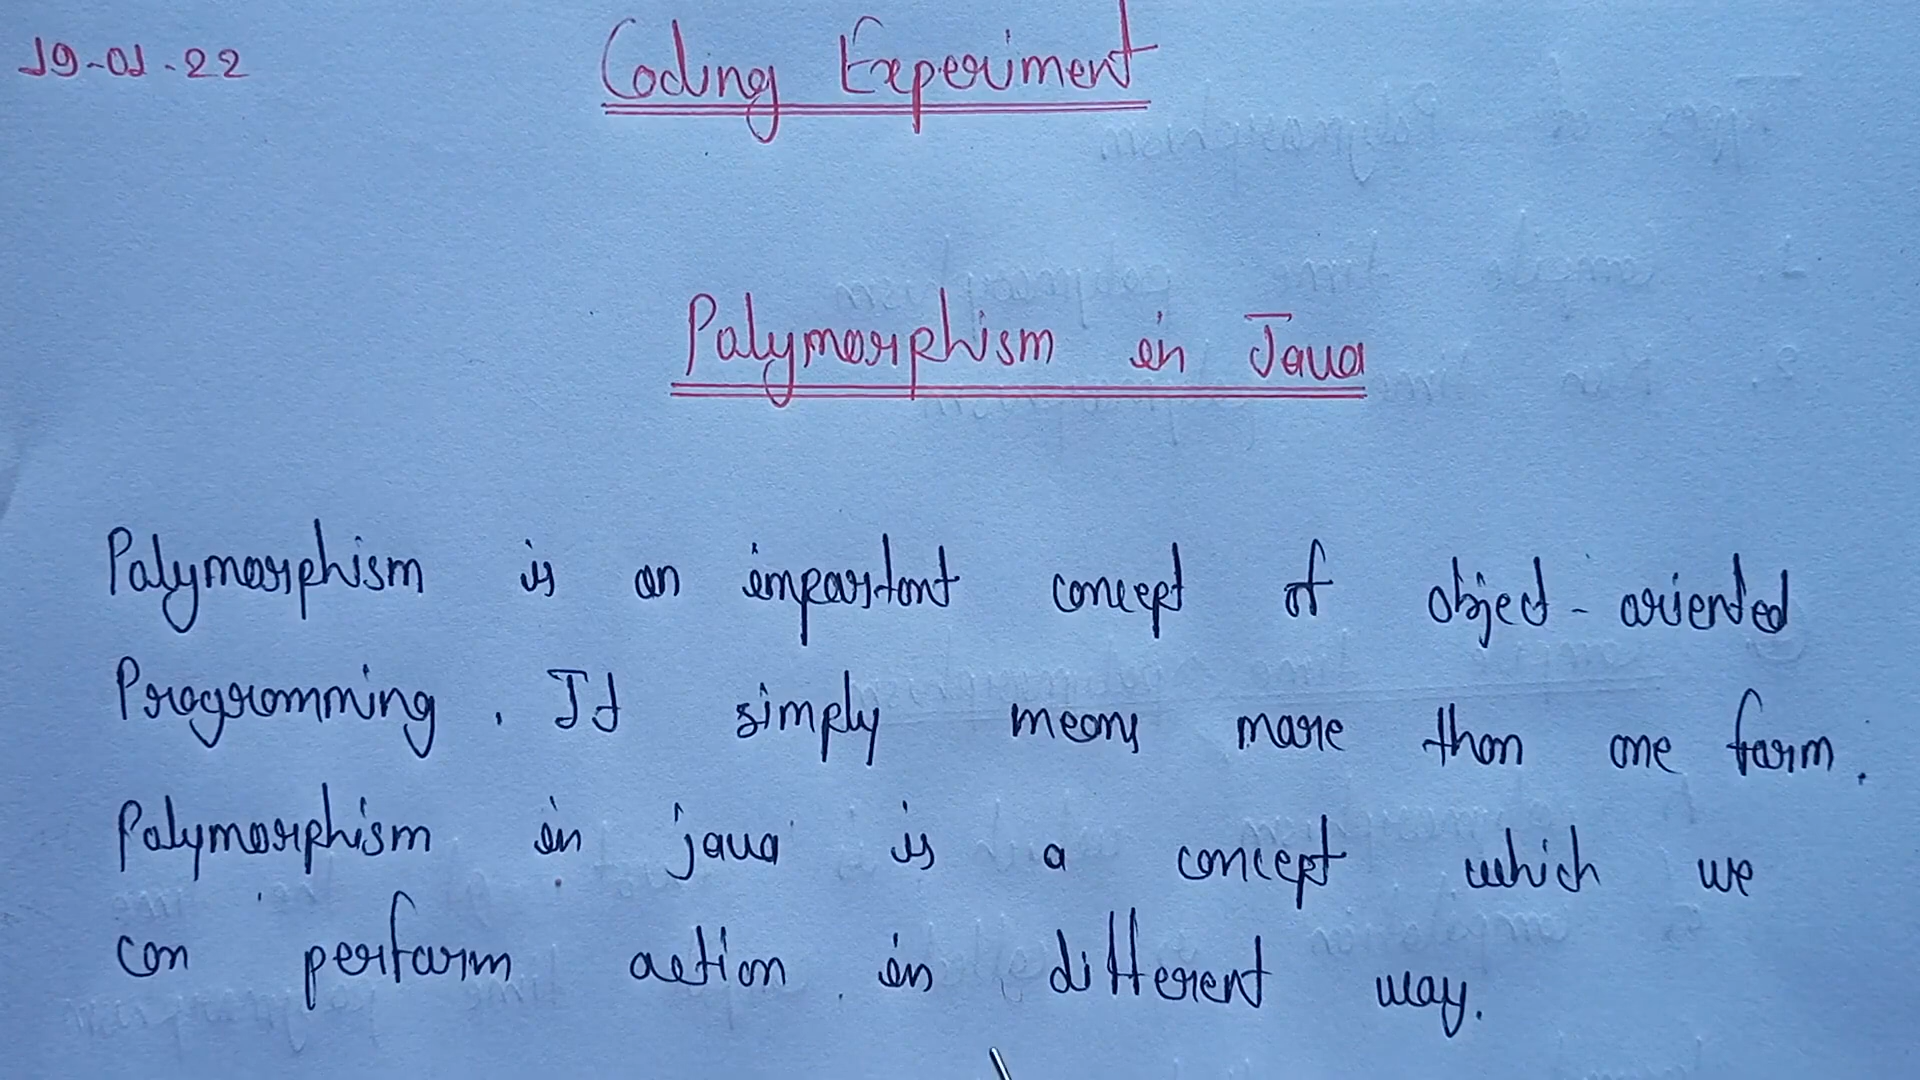 19-01-22
Coding Experiment
Polymorphism in Java
Polymorphism is an important concept of object-oriented
Programming. It simply means more than one form.
Polymorphism in java is a concept which we
can perform action in different way.